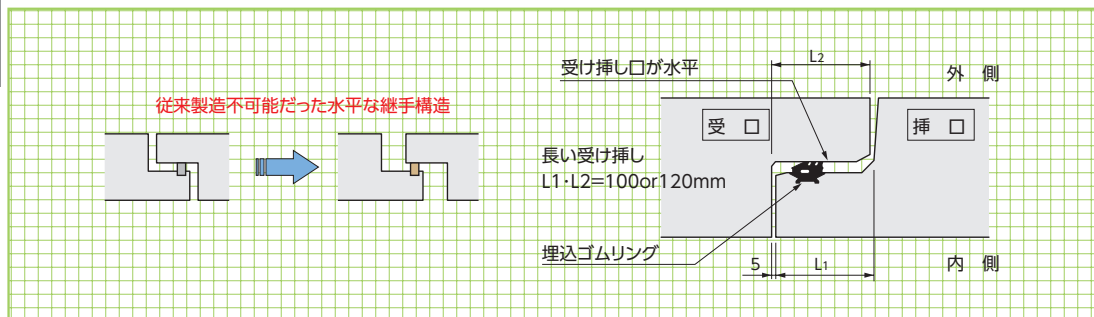 従来製造不可能だった水平な継手構造
受け挿し口が水平
L2
外 側
受 口
挿 口
長い受け挿し
L1・L2=100or120mm
埋込ゴムリング
5
L1
内 側